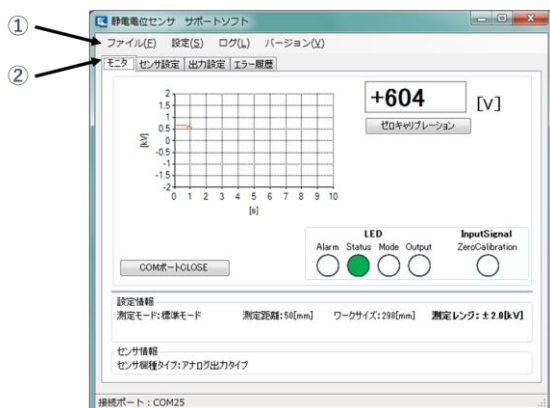 静電電位センサ サポートソフト
①
ファイル(F) 設定(S) ログ(L) バージョン(V)
②
モニタ センサ設定 出力設定 エラー履歴
+604 [V]
ゼロキャリブレーション
2
1.5
1
0.5
0
-0.5
-1
-1.5
-2
[kV]
0 1 2 3 4 5 6 7 8 9 10
[s]
LED InputSignal
Alarm Status Mode Output ZeroCalibration
COMポートCLOSE
設定情報
測定モード:標準モード 測定距離:50[mm] ワークサイズ:298[mm] 測定レンジ:±2.0[kV]
センサ情報
センサ機種タイプ:アナログ出力タイプ
接続ポート : COM25